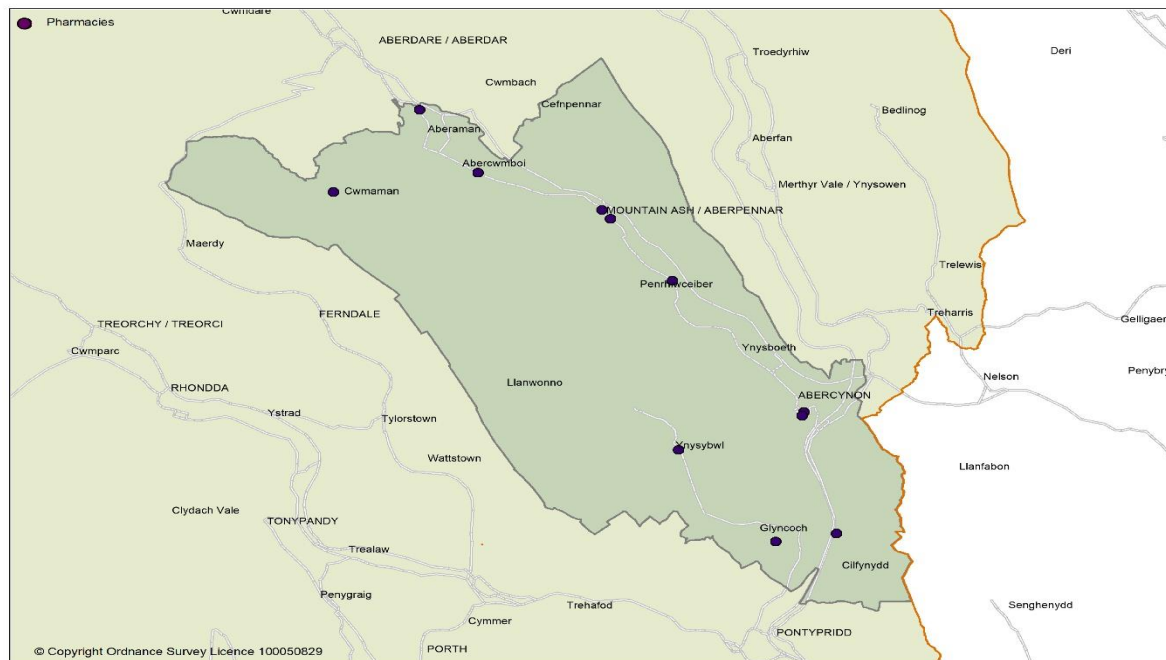 Pharmacies
Cwmdare
ABERDARE / ABERDAR
Troedyrhiw
Deri
Cwmbach
Cefnpennar
Bedlinog
Aberaman
Aberfan
Abercwmboi
Merthyr Vale / Ynysowen
Cwmaman
MOUNTAIN ASH / ABERPENNAR
Maerdy
Trelewis
Penrhiwceiber
FERNDALE
Treharris
Gelligaer
TREORCHY / TREORCI
Cwmparc
Ynysboeth
Nelson
Penybry
RHONDDA
Llanwonno
ABERCYNON
Ystrad
Tylorstown
Ynysybwl
Wattstown
Llanfabon
Clydach Vale
TONYPANDY
Glyncoch
Trealaw
Cilfynydd
Penygraig
Trehafod
Senghenydd
Cymmer
PONTYPRIDD
PORTH
© Copyright Ordnance Survey Licence 100050829